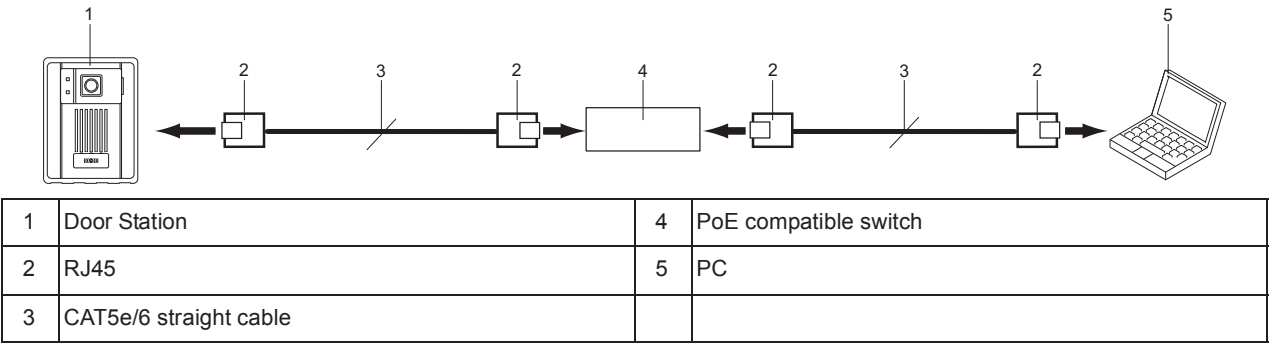 1 5
2 3 2 4 2 3 2
1 Door Station 4 PoE compatible switch
2 RJ45 5 PC
3 CAT5e/6 straight cable